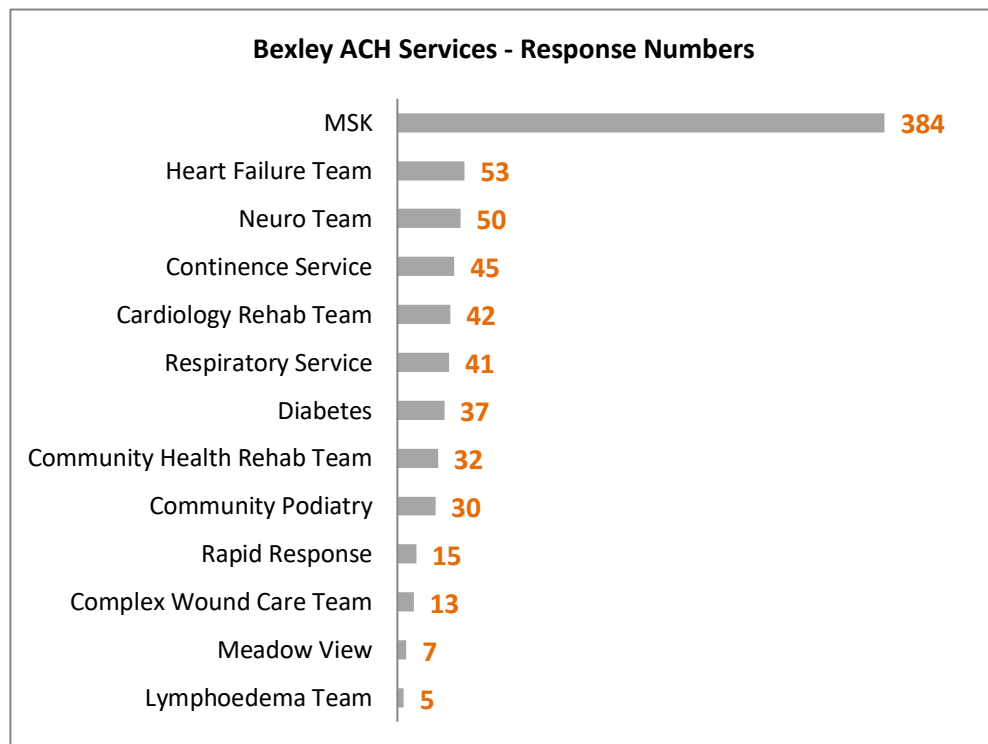 Bexley ACH Services - Response Numbers
MSK 384
Heart Failure Team 53
Neuro Team 50
Continence Service 45
Cardiology Rehab Team 42
Respiratory Service 41
Diabetes 37
Community Health Rehab Team 32
Community Podiatry 30
Rapid Response 15
Complex Wound Care Team 13
Meadow View 7
Lymphoedema Team 5